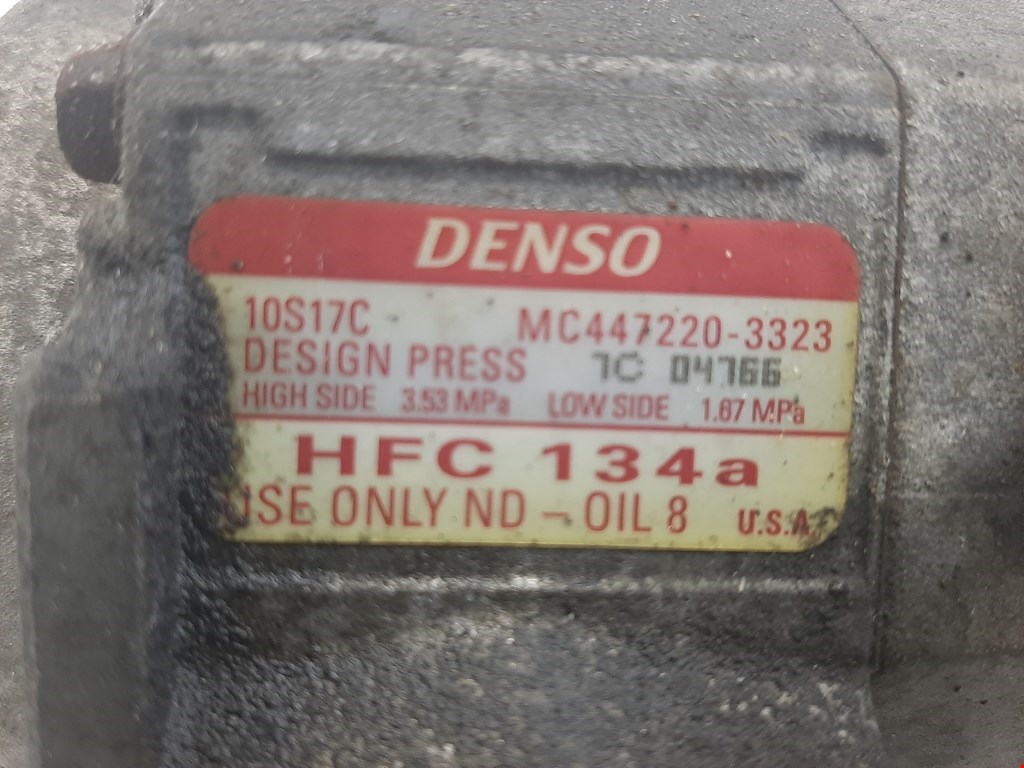 DENSO
10S17C MC447220-3323
DESIGN PRESS 7C 04766
HIGH SIDE 3.53 MPa LOW SIDE 1.67 MPa
HFC 134a
USE ONLY ND - OIL 8 U.S.A.